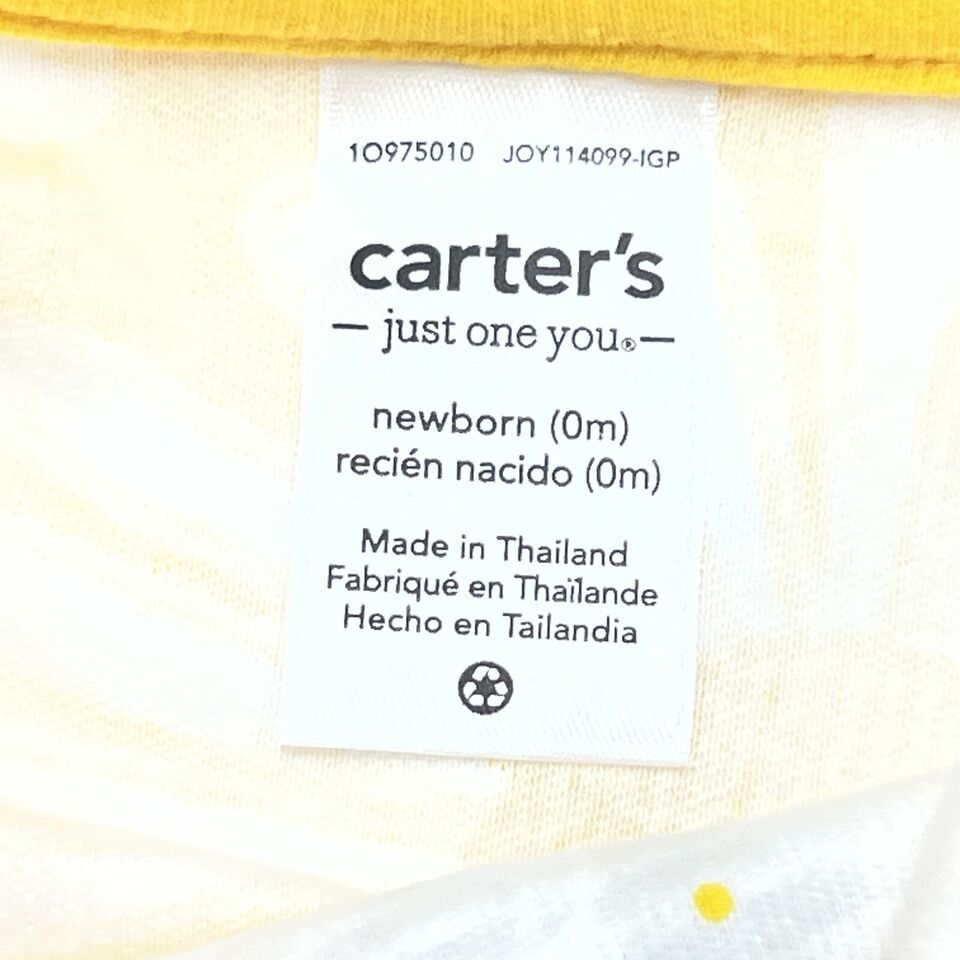 1O975010 JOY114099-IGP
carter's
— just one you® —
newborn (0m)
recién nacido (0m)
Made in Thailand
Fabriqué en Thaïlande
Hecho en Tailandia